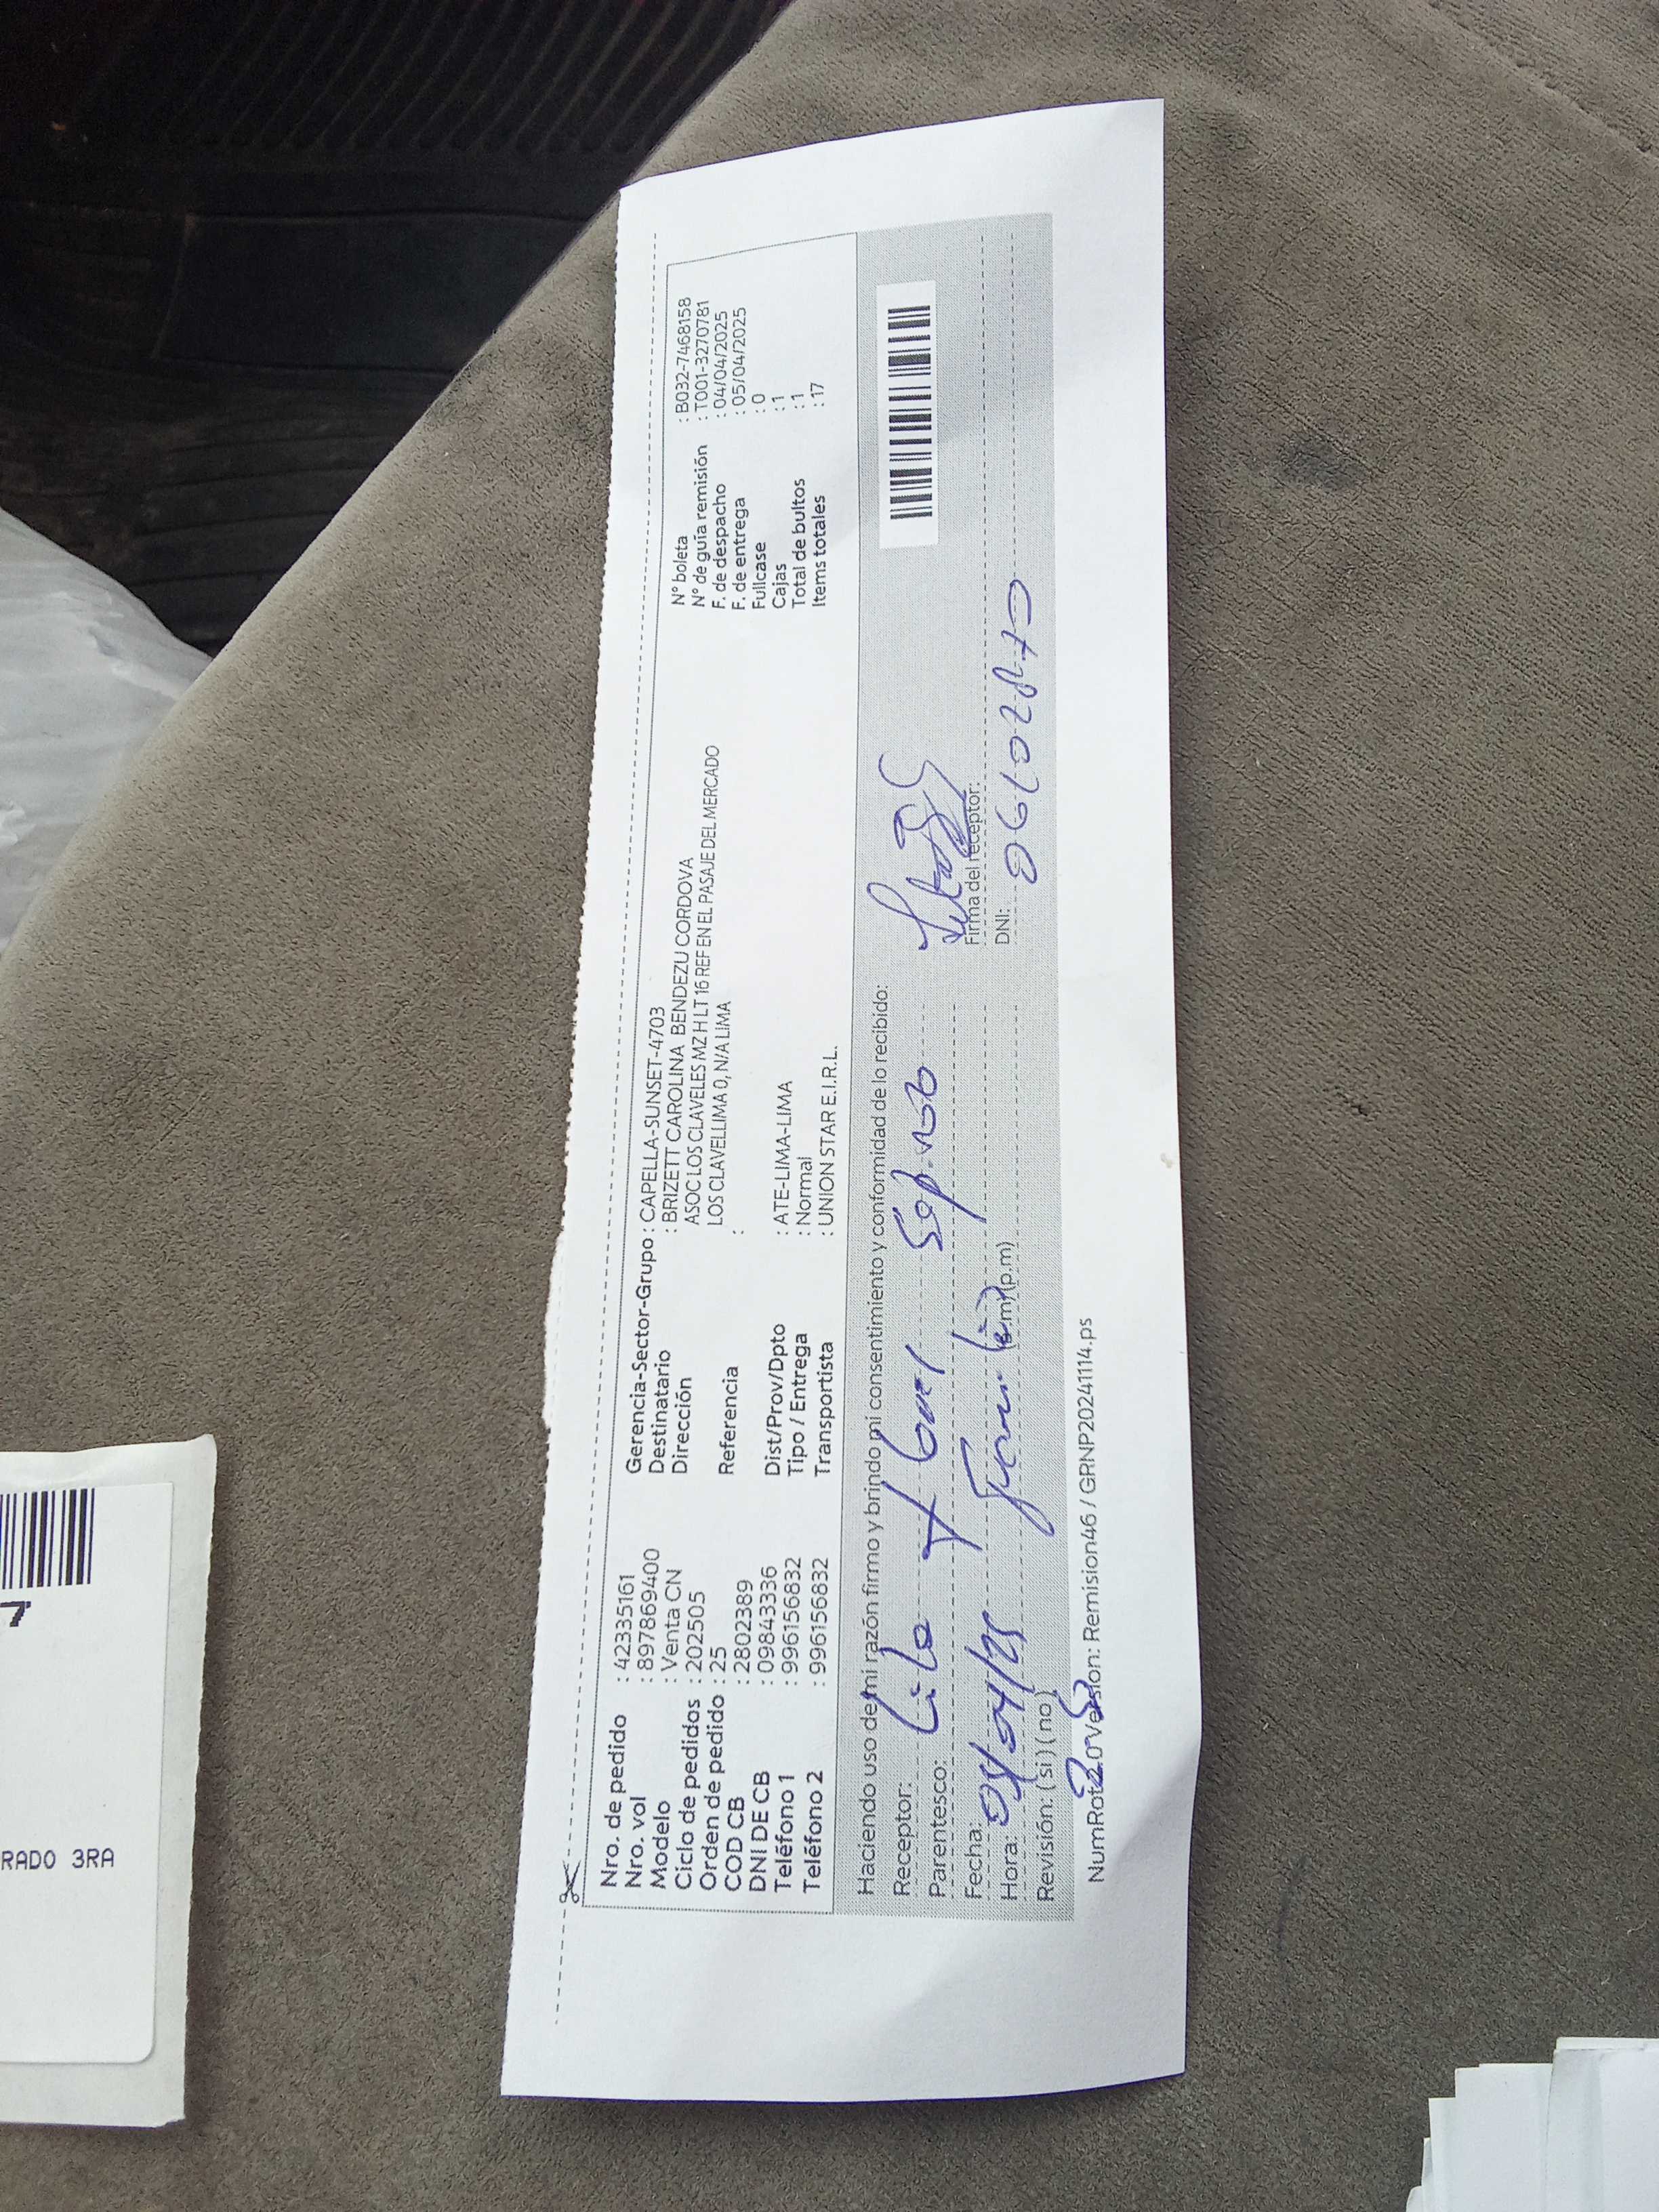 Nro. de pedido : 42335161
Nro. vol : 8978869400
Modelo : Venta CN
Ciclo de pedidos : 202505
Orden de pedido : 25
COD CB : 2802389
DNI DE CB : 09843336
Teléfono 1 : 996156832
Teléfono 2 : 996156832
Gerencia-Sector-Grupo : CAPELLA-SUNSET-4703
Destinatario : BRIZETT CAROLINA BENDEZU CORDOVA
Dirección ASOC LOS CLAVELES MZ H LT 16 REF EN EL PASAJE DEL MERCADO
LOS CLAVELLIMA 0, N/A LIMA
Referencia :
Dist/Prov/Dpto : ATE-LIMA-LIMA
Tipo / Entrega : Normal
Transportista : UNION STAR E.I.R.L.
N° boleta : B032-7468158
N° de guía remisión : T001-3270781
F. de despacho : 04/04/2025
F. de entrega : 05/04/2025
Fullcase : 0
Cajas : 1
Total de bultos : 1
Items totales : 17
Haciendo uso de mi razón firmo y brindo mi consentimiento y conformidad de lo recibido:
Receptor:
Parentesco:
Fecha:
Hora: (a.m) (p.m)
Revisión: (si) (no)
Firma del receptor:
DNI:
NumRot2.0 Version: Remision46 / GRNP20241114.ps
7
RADO 3RA